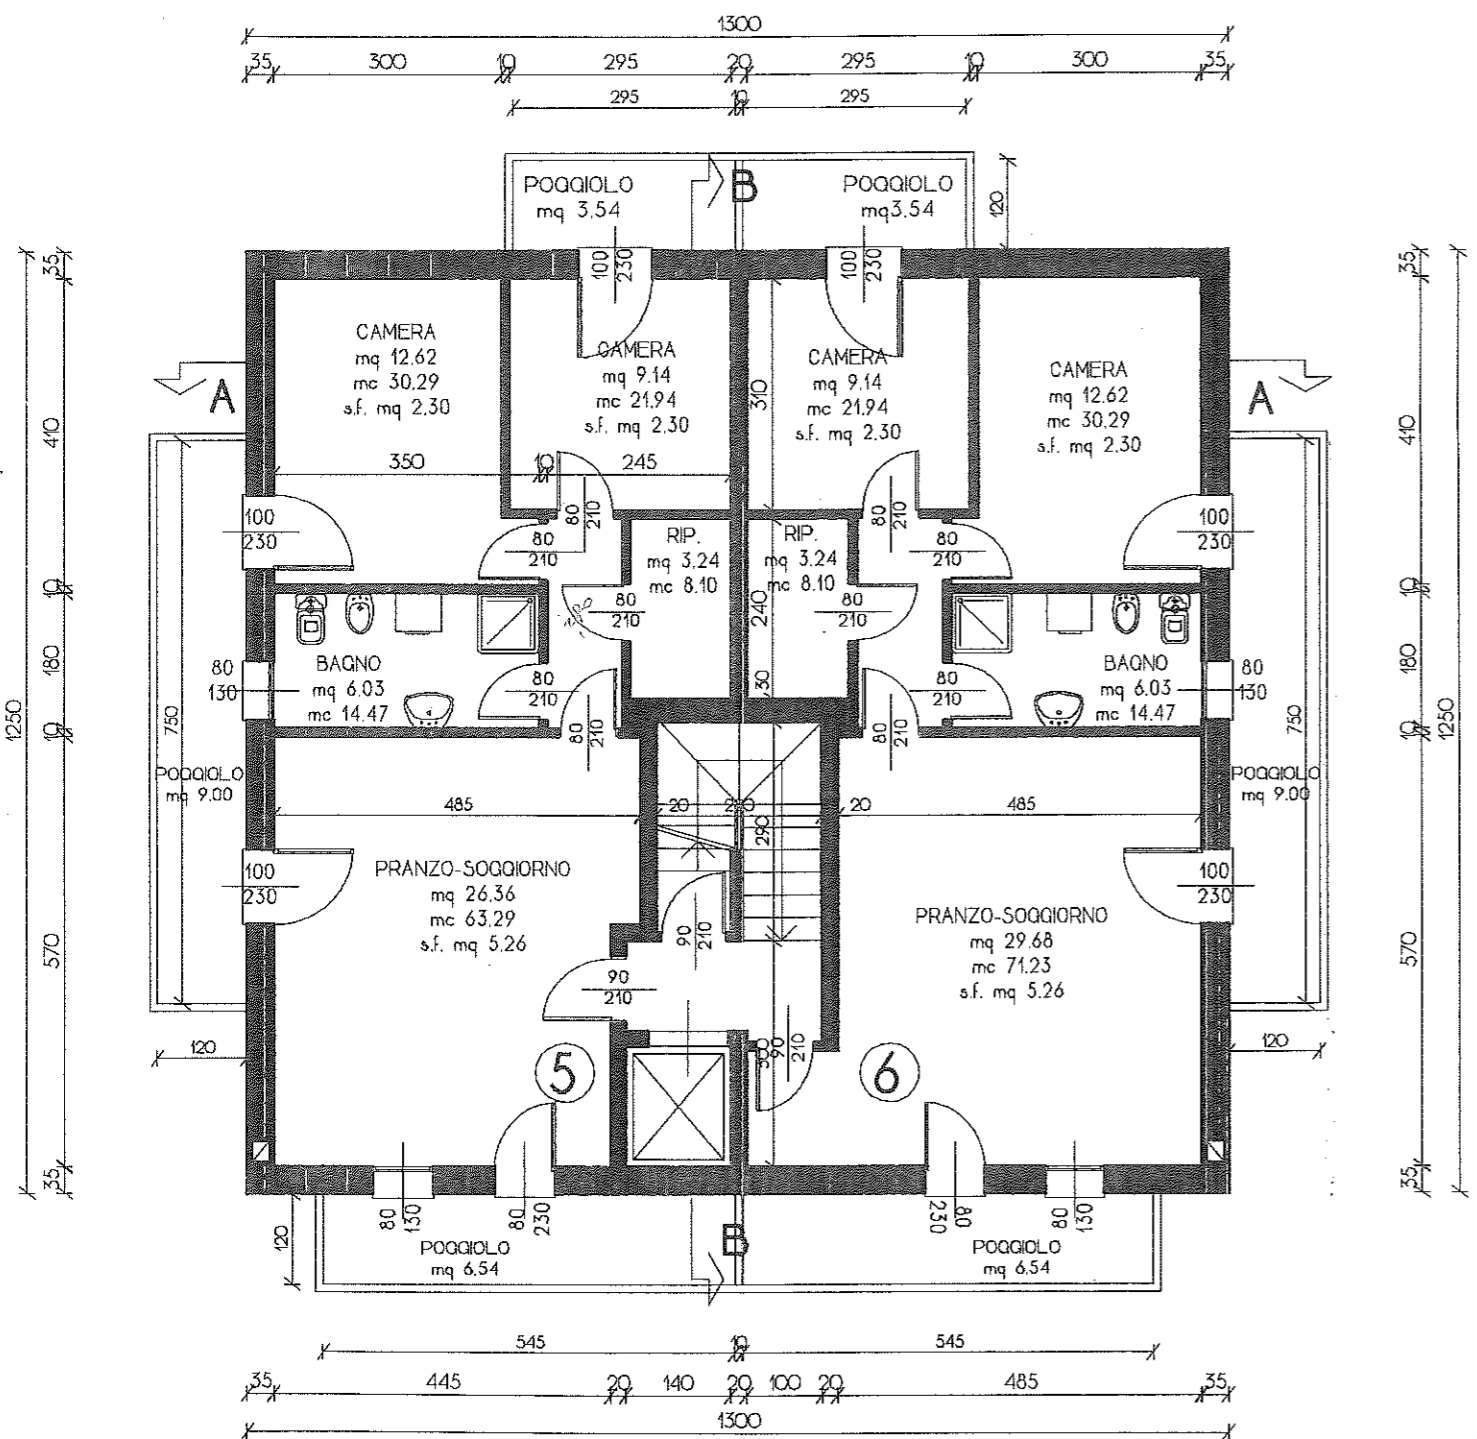 1300
35 300 10 295 20 295 10 300 35
295 10 295
POGGIOLO
mq 3.54
B
POGGIOLO
mq3.54
120
100
230
100
230
35
410
10
180
10
570
35
1250
35
410
10
180
10
570
35
1250
CAMERA
mq 12.62
mc 30.29
s.f. mq 2.30
CAMERA
mq 9.14
mc 21.94
s.f. mq 2.30
CAMERA
mq 9.14
mc 21.94
s.f. mq 2.30
CAMERA
mq 12.62
mc 30.29
s.f. mq 2.30
A
A
310
350 10 245
80
210
80
210
100
230
80
210
80
210
100
230
RIP.
mq 3.24
mc 8.10
RIP.
mq 3.24
mc 8.10
240
30
80
210
80
210
BAGNO
mq 6.03
mc 14.47
BAGNO
mq 6.03
mc 14.47
80
130
80
210
80
210
80
130
80
210
80
210
750
750
POGGIOLO
mq 9.00
POGGIOLO
mq 9.00
485 20 20 485
290
100
230
100
230
PRANZO-SOGGIORNO
mq 26.36
mc 63.29
s.f. mq 5.26
PRANZO-SOGGIORNO
mq 29.68
mc 71.23
s.f. mq 5.26
90
210
90
210
90
210
120
120
5
6
80
130
80
230
80
230
80
130
120
POGGIOLO
mq 6.54
B
POGGIOLO
mq 6.54
545 10 545
35 445 20 140 20 100 20 485 35
1300